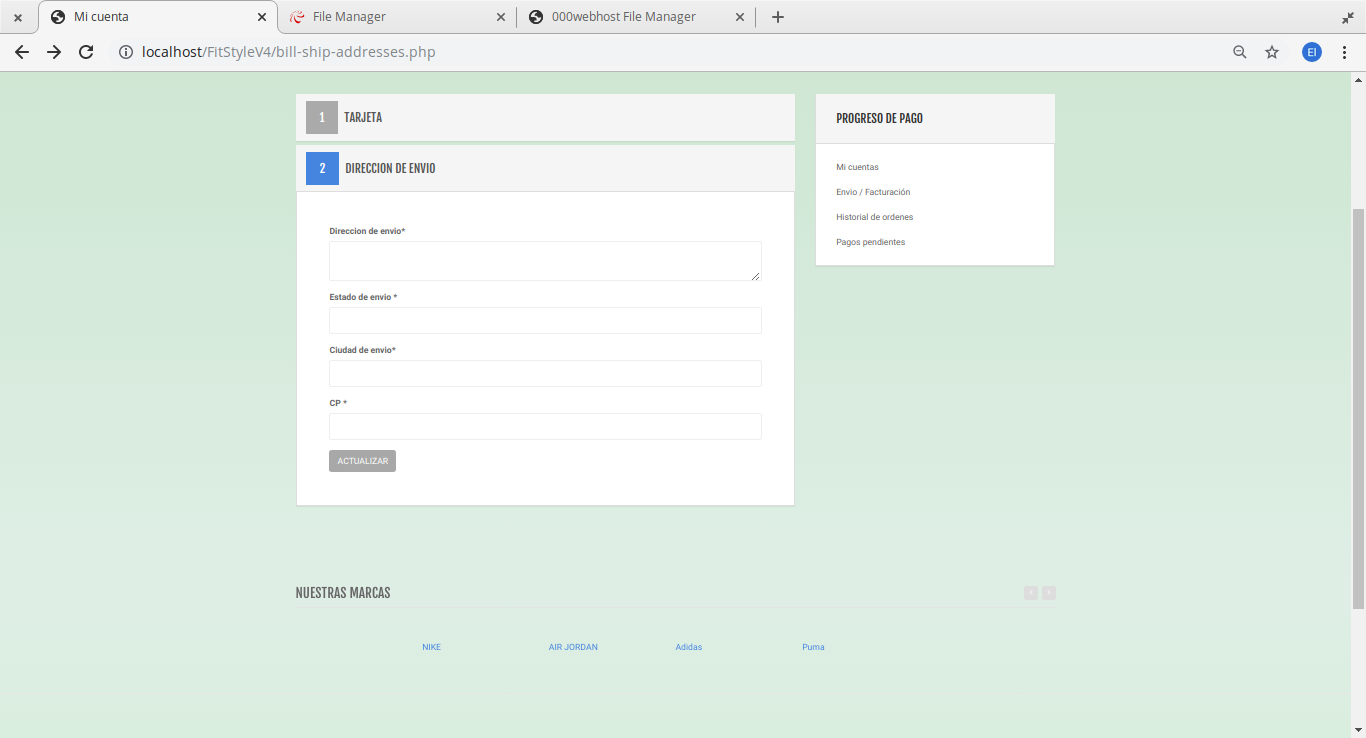 Mi cuenta
File Manager
000webhost File Manager
localhost/FitStyleV4/bill-ship-addresses.php
EI
1 TARJETA
2 DIRECCION DE ENVIO
Direccion de envio*
Estado de envio *
Ciudad de envio*
CP *
ACTUALIZAR
PROGRESO DE PAGO
Mi cuentas
Envio / Facturación
Historial de ordenes
Pagos pendientes
NUESTRAS MARCAS
NIKE AIR JORDAN Adidas Puma